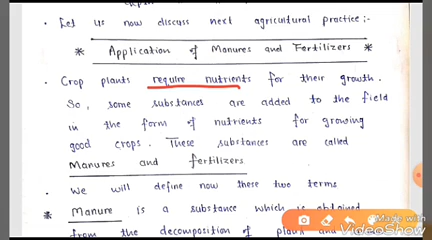 • Let us now discuss next agricultural practice:-
* Application of Manures and Fertilizers *
• Crop plants require nutrients for their growth.
So, some substances are added to the field
in the form of nutrients for growing
good crops. These substances are called
Manures and fertilizers
• We will define now these two terms
* Manure is a substance which is obtained
from the decomposition of plant and
Made with
VideoShow